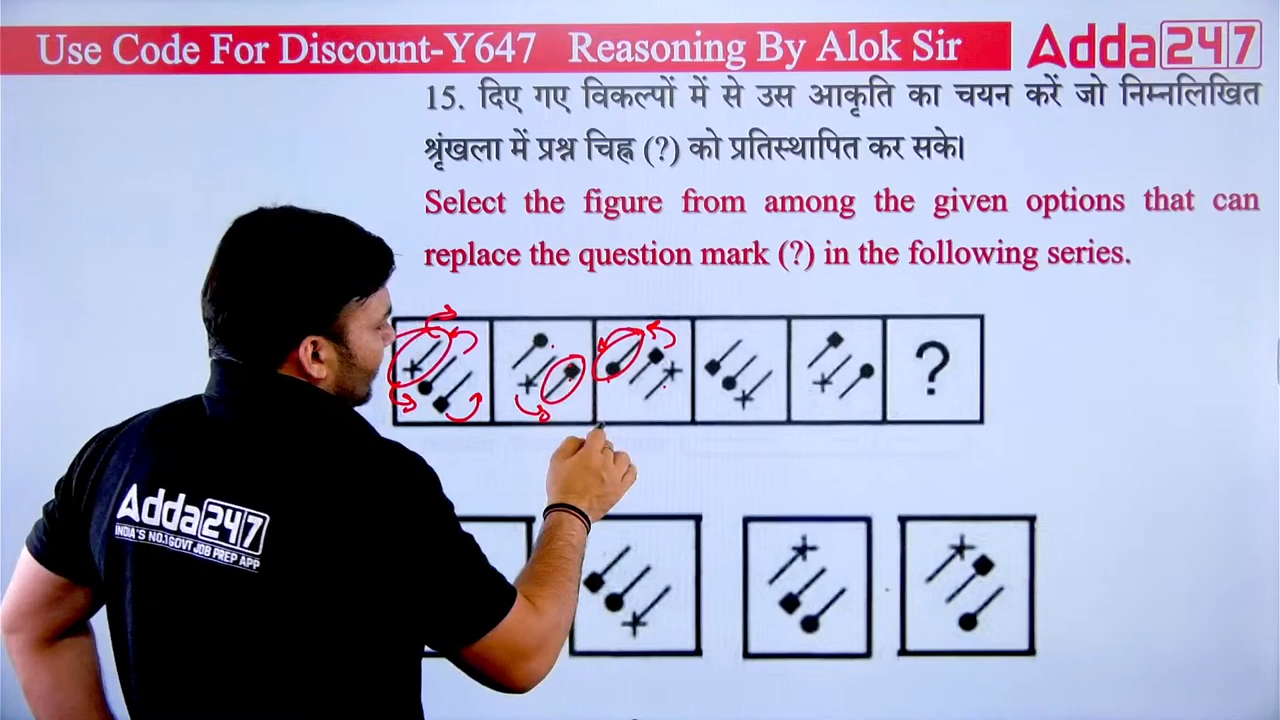 Use Code For Discount-Y647 Reasoning By Alok Sir
Adda247
15. दिए गए विकल्पों में से उस आकृति का चयन करें जो निम्नलिखित
श्रृंखला में प्रश्न चिह्न (?) को प्रतिस्थापित कर सके।
Select the figure from among the given options that can
replace the question mark (?) in the following series.
?
Adda247
INDIA'S NO.1 GOVT JOB PREP APP